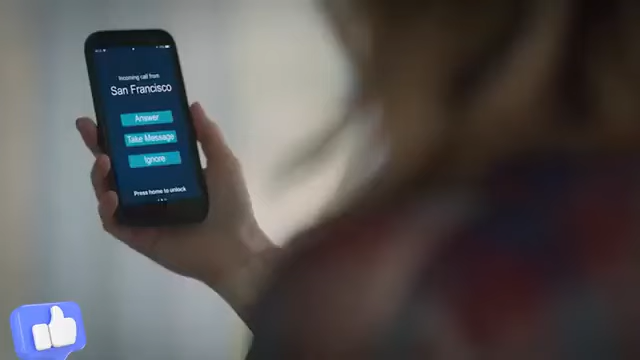 Incoming call from
San Francisco
Answer
Take Message
Ignore
Press home to unlock